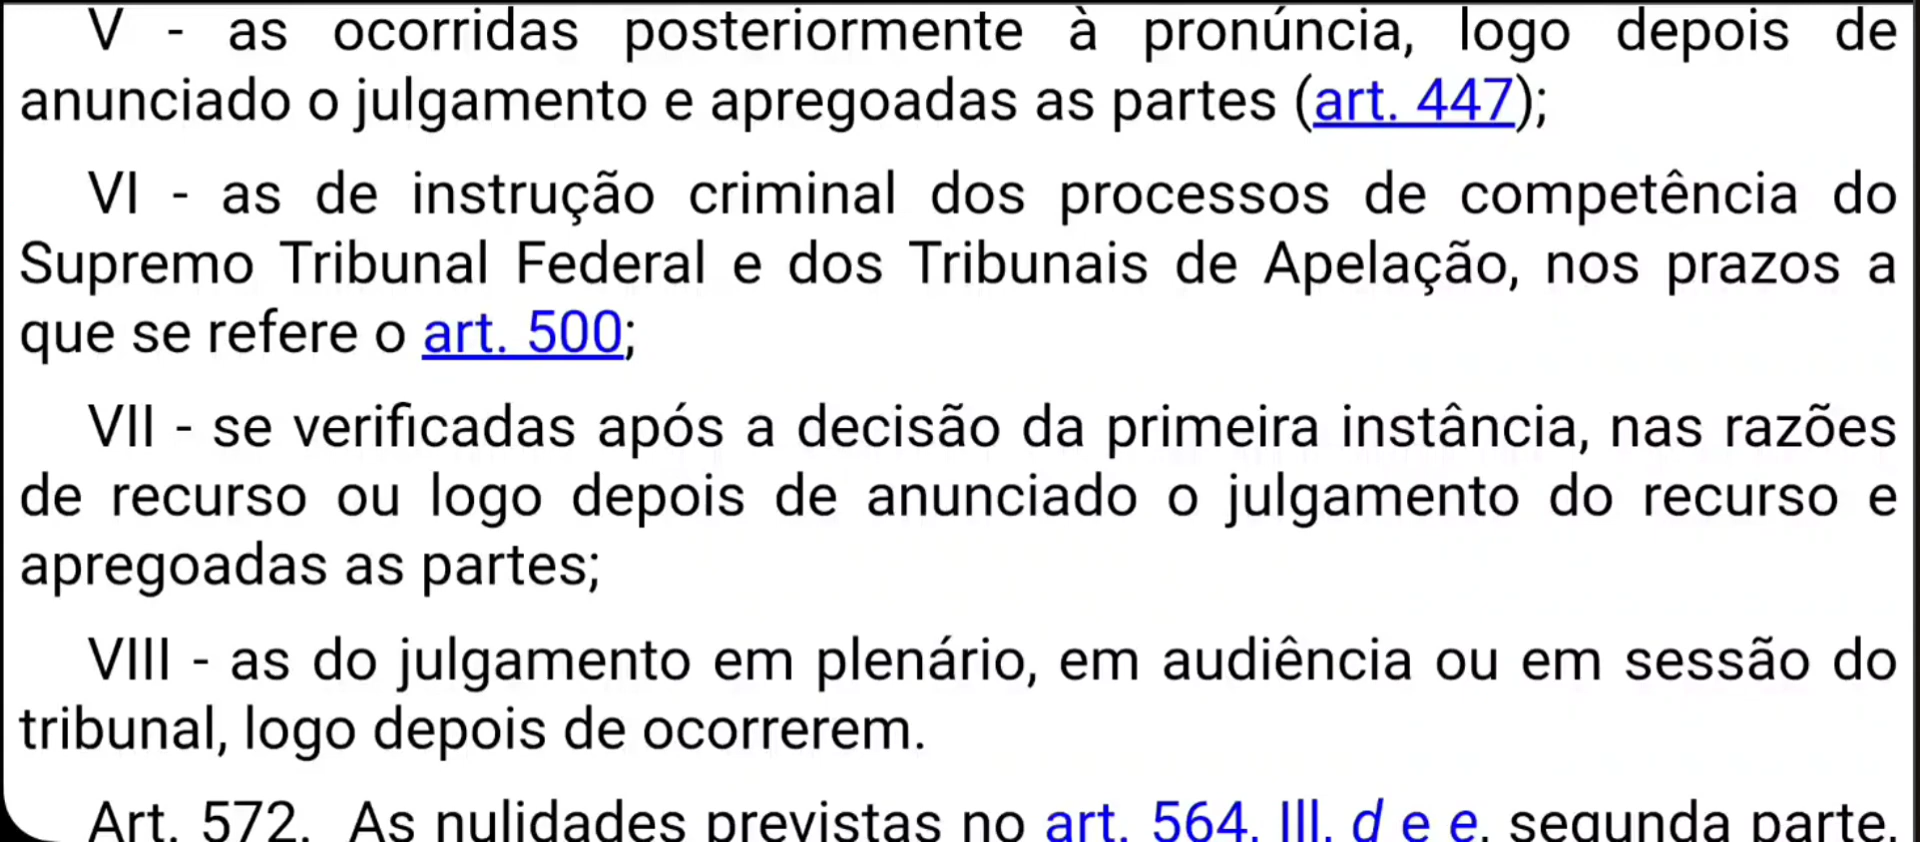 V - as ocorridas posteriormente à pronúncia, logo depois de
anunciado o julgamento e apregoadas as partes (art. 447);
VI - as de instrução criminal dos processos de competência do
Supremo Tribunal Federal e dos Tribunais de Apelação, nos prazos a
que se refere o art. 500;
VII - se verificadas após a decisão da primeira instância, nas razões
de recurso ou logo depois de anunciado o julgamento do recurso e
apregoadas as partes;
VIII - as do julgamento em plenário, em audiência ou em sessão do
tribunal, logo depois de ocorrerem.
Art. 572. As nulidades previstas no art. 564, III, d e e, segunda parte,